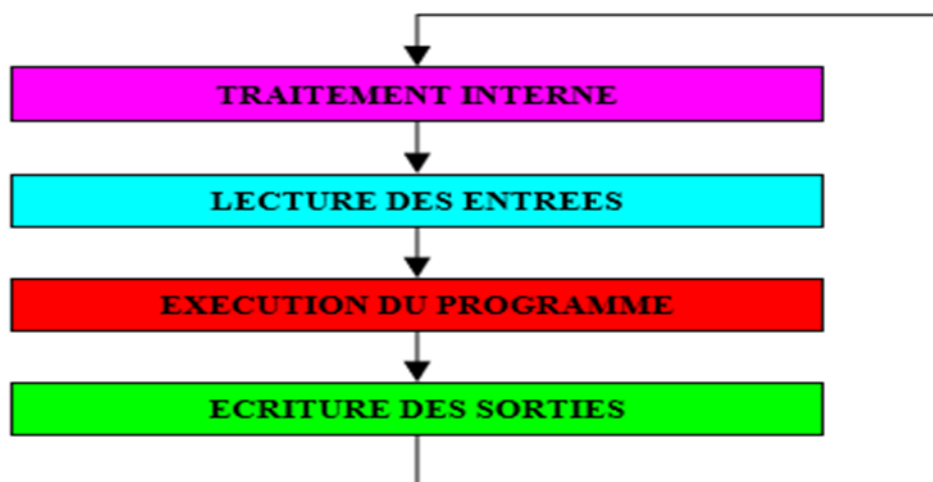 TRAITEMENT INTERNE
LECTURE DES ENTREES
EXECUTION DU PROGRAMME
ECRITURE DES SORTIES